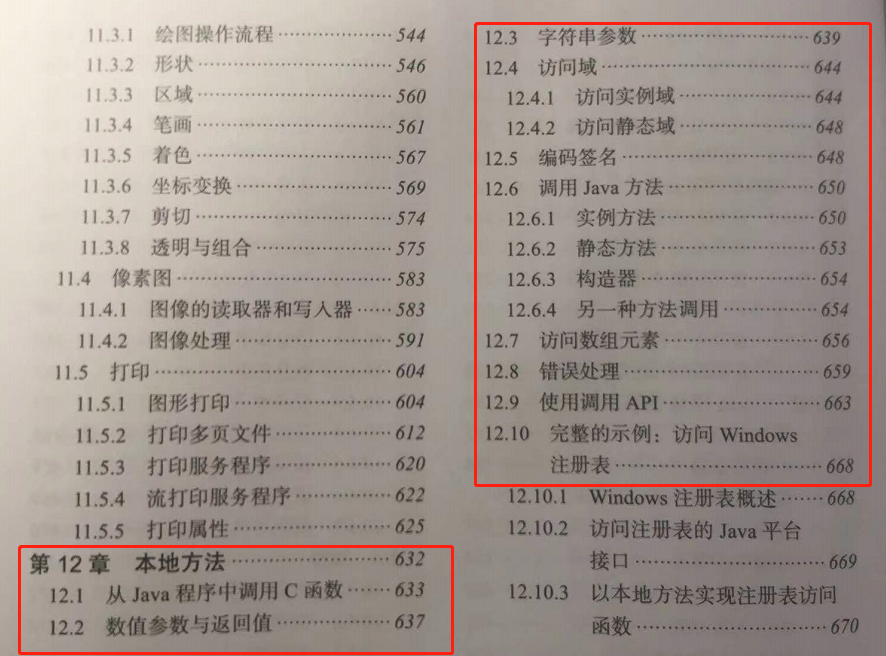 11.3.1 绘图操作流程 544
11.3.2 形状 546
11.3.3 区域 560
11.3.4 笔画 561
11.3.5 着色 567
11.3.6 坐标变换 569
11.3.7 剪切 574
11.3.8 透明与组合 575
11.4 像素图 583
11.4.1 图像的读取器和写入器 583
11.4.2 图像处理 591
11.5 打印 604
11.5.1 图形打印 604
11.5.2 打印多页文件 612
11.5.3 打印服务程序 620
11.5.4 流打印服务程序 622
11.5.5 打印属性 625
第 12 章 本地方法 632
12.1 从 Java 程序中调用 C 函数 633
12.2 数值参数与返回值 637
12.3 字符串参数 639
12.4 访问域 644
12.4.1 访问实例域 644
12.4.2 访问静态域 648
12.5 编码签名 648
12.6 调用 Java 方法 650
12.6.1 实例方法 650
12.6.2 静态方法 653
12.6.3 构造器 654
12.6.4 另一种方法调用 654
12.7 访问数组元素 656
12.8 错误处理 659
12.9 使用调用 API 663
12.10 完整的示例：访问 Windows
注册表 668
12.10.1 Windows 注册表概述 668
12.10.2 访问注册表的 Java 平台
接口 669
12.10.3 以本地方法实现注册表访问
函数 670